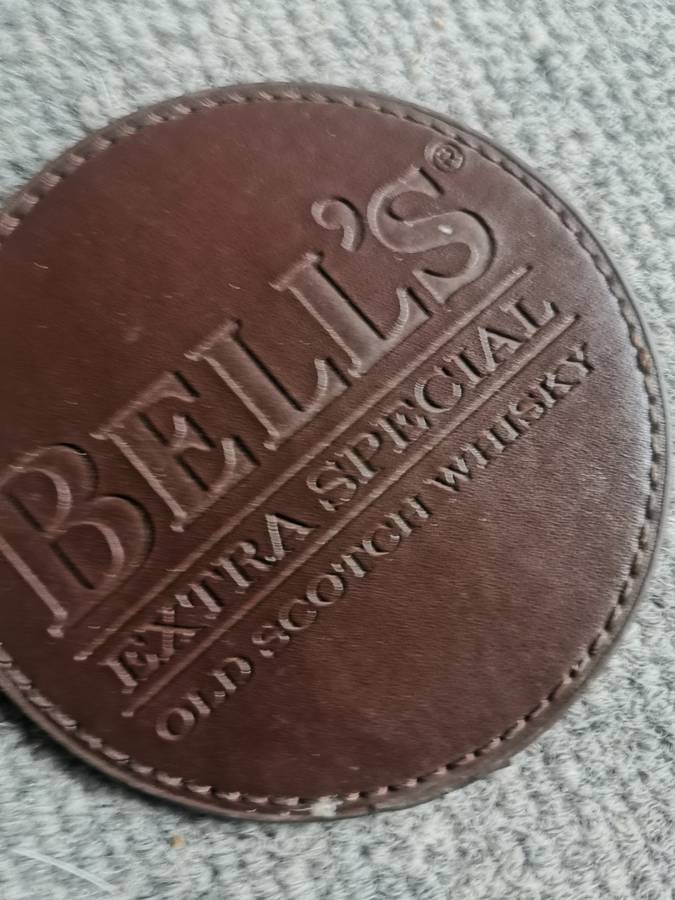 BELL'S®
EXTRA SPECIAL
OLD SCOTCH WHISKY